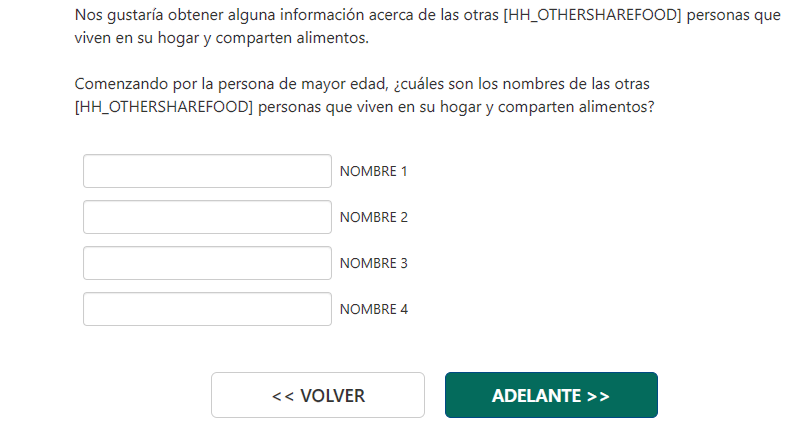 Nos gustaría obtener alguna información acerca de las otras [HH_OTHERSHAREFOOD] personas que
viven en su hogar y comparten alimentos.
Comenzando por la persona de mayor edad, ¿cuáles son los nombres de las otras
[HH_OTHERSHAREFOOD] personas que viven en su hogar y comparten alimentos?
NOMBRE 1
NOMBRE 2
NOMBRE 3
NOMBRE 4
<< VOLVER
ADELANTE >>